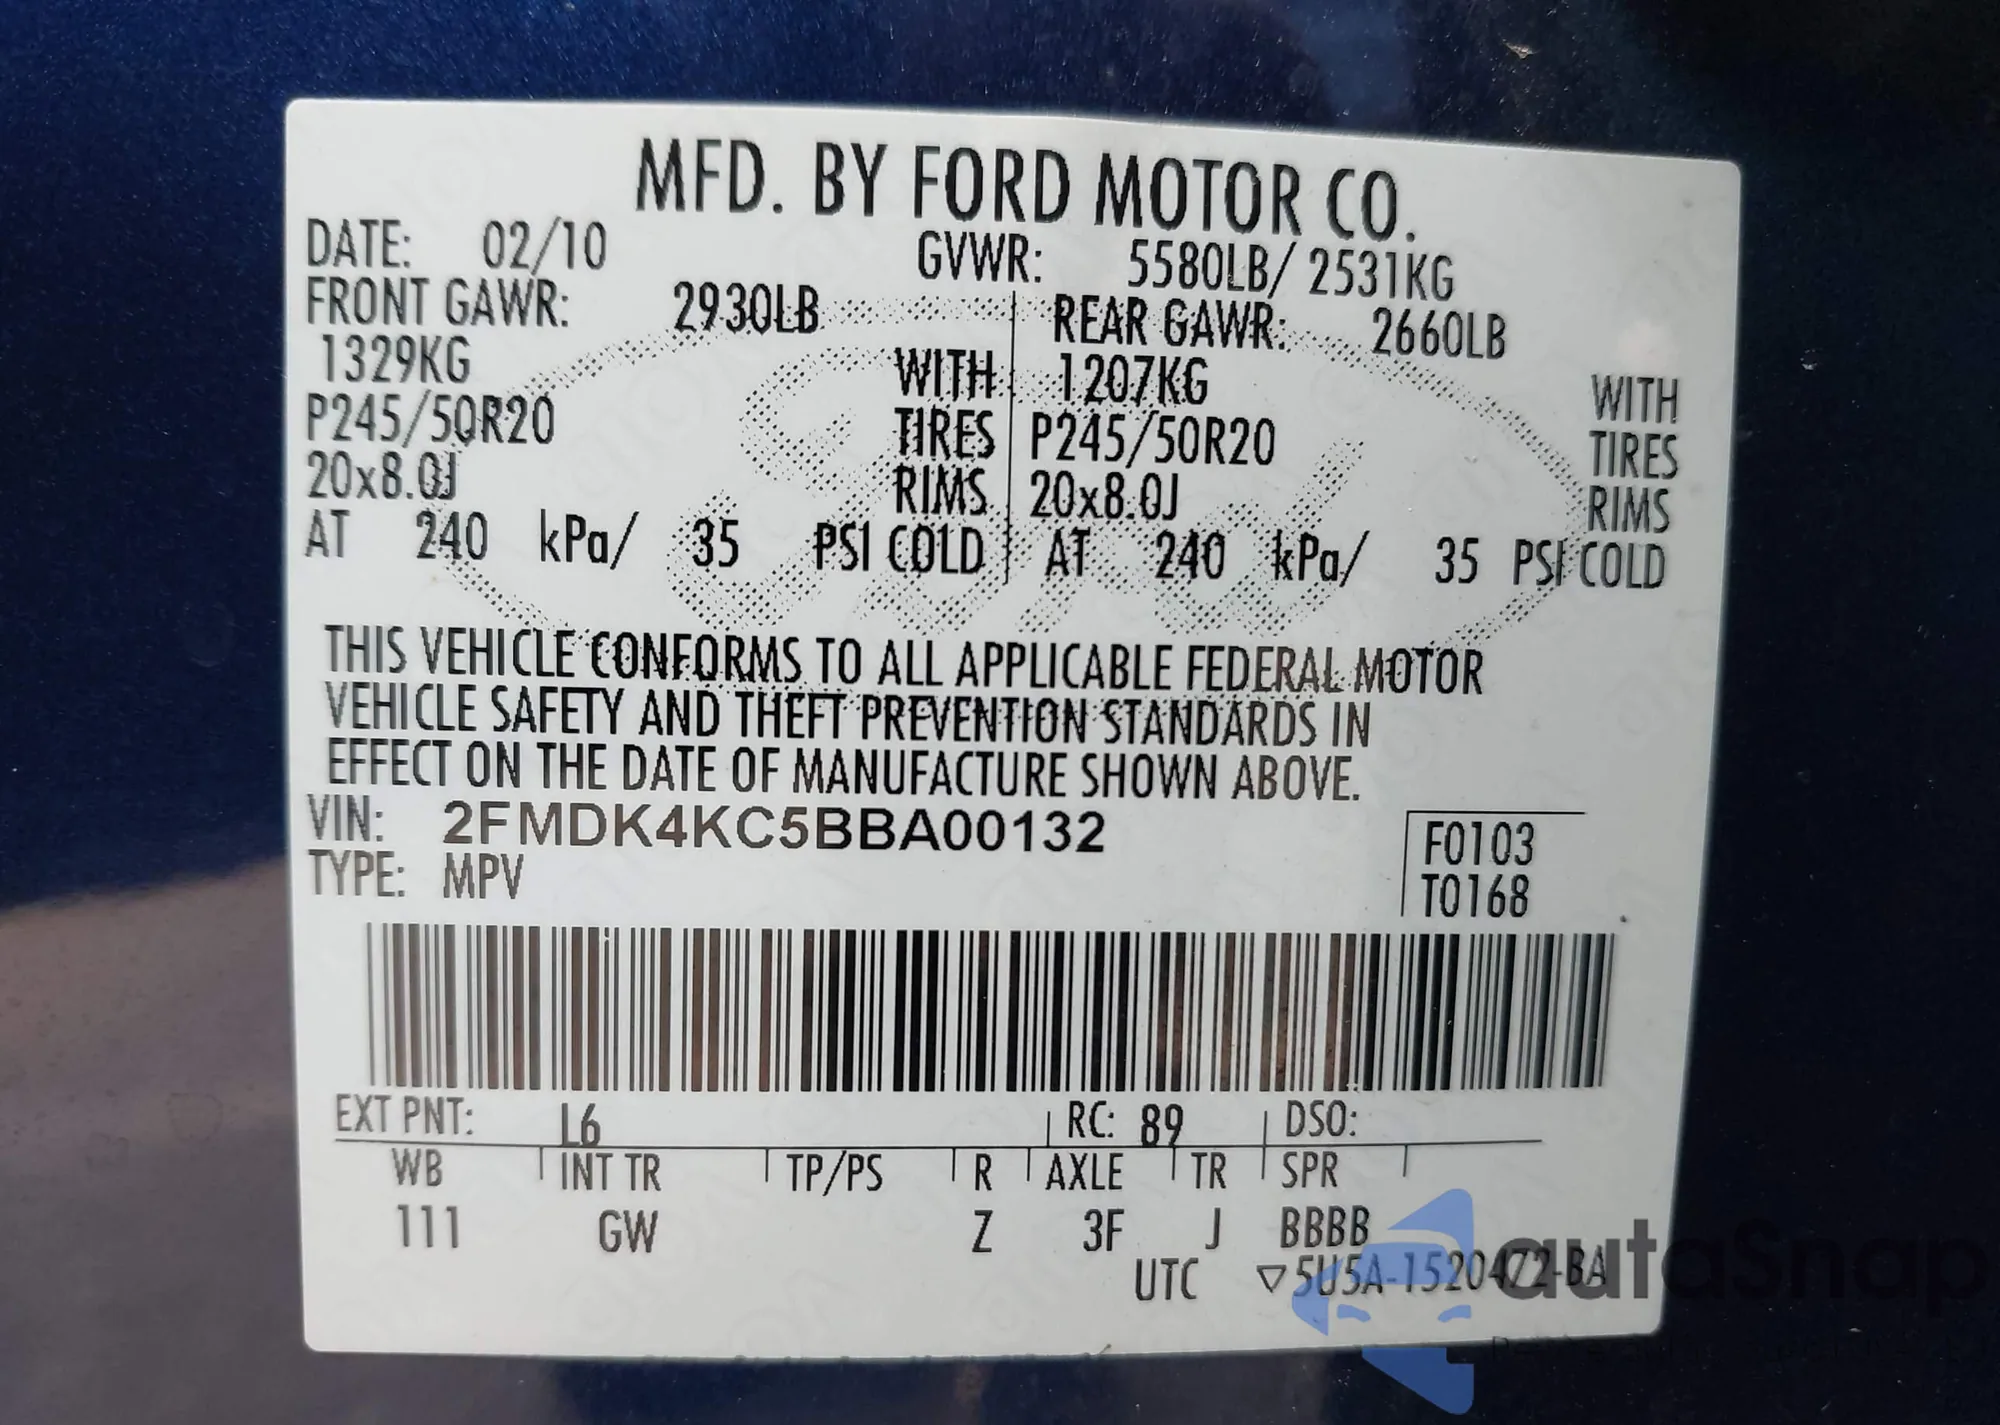 MFD. BY FORD MOTOR CO.
DATE: 02/10 GVWR: 5580LB/ 2531KG
FRONT GAWR: 2930LB REAR GAWR: 2660LB
1329KG WITH 1207KG WITH
P245/50R20 TIRES P245/50R20 TIRES
20x8.0J RIMS 20x8.0J RIMS
AT 240 kPa/ 35 PSI COLD AT 240 kPa/ 35 PSI COLD
THIS VEHICLE CONFORMS TO ALL APPLICABLE FEDERAL MOTOR
VEHICLE SAFETY AND THEFT PREVENTION STANDARDS IN
EFFECT ON THE DATE OF MANUFACTURE SHOWN ABOVE.
VIN: 2FMDK4KC5BBA00132 F0103
TYPE: MPV T0168
EXT PNT: L6 RC: 89 DSO:
WB INT TR TP/PS R AXLE TR SPR
111 GW Z 3F J BBBB
UTC ▽5U5A-1520472-BA
autoSnap